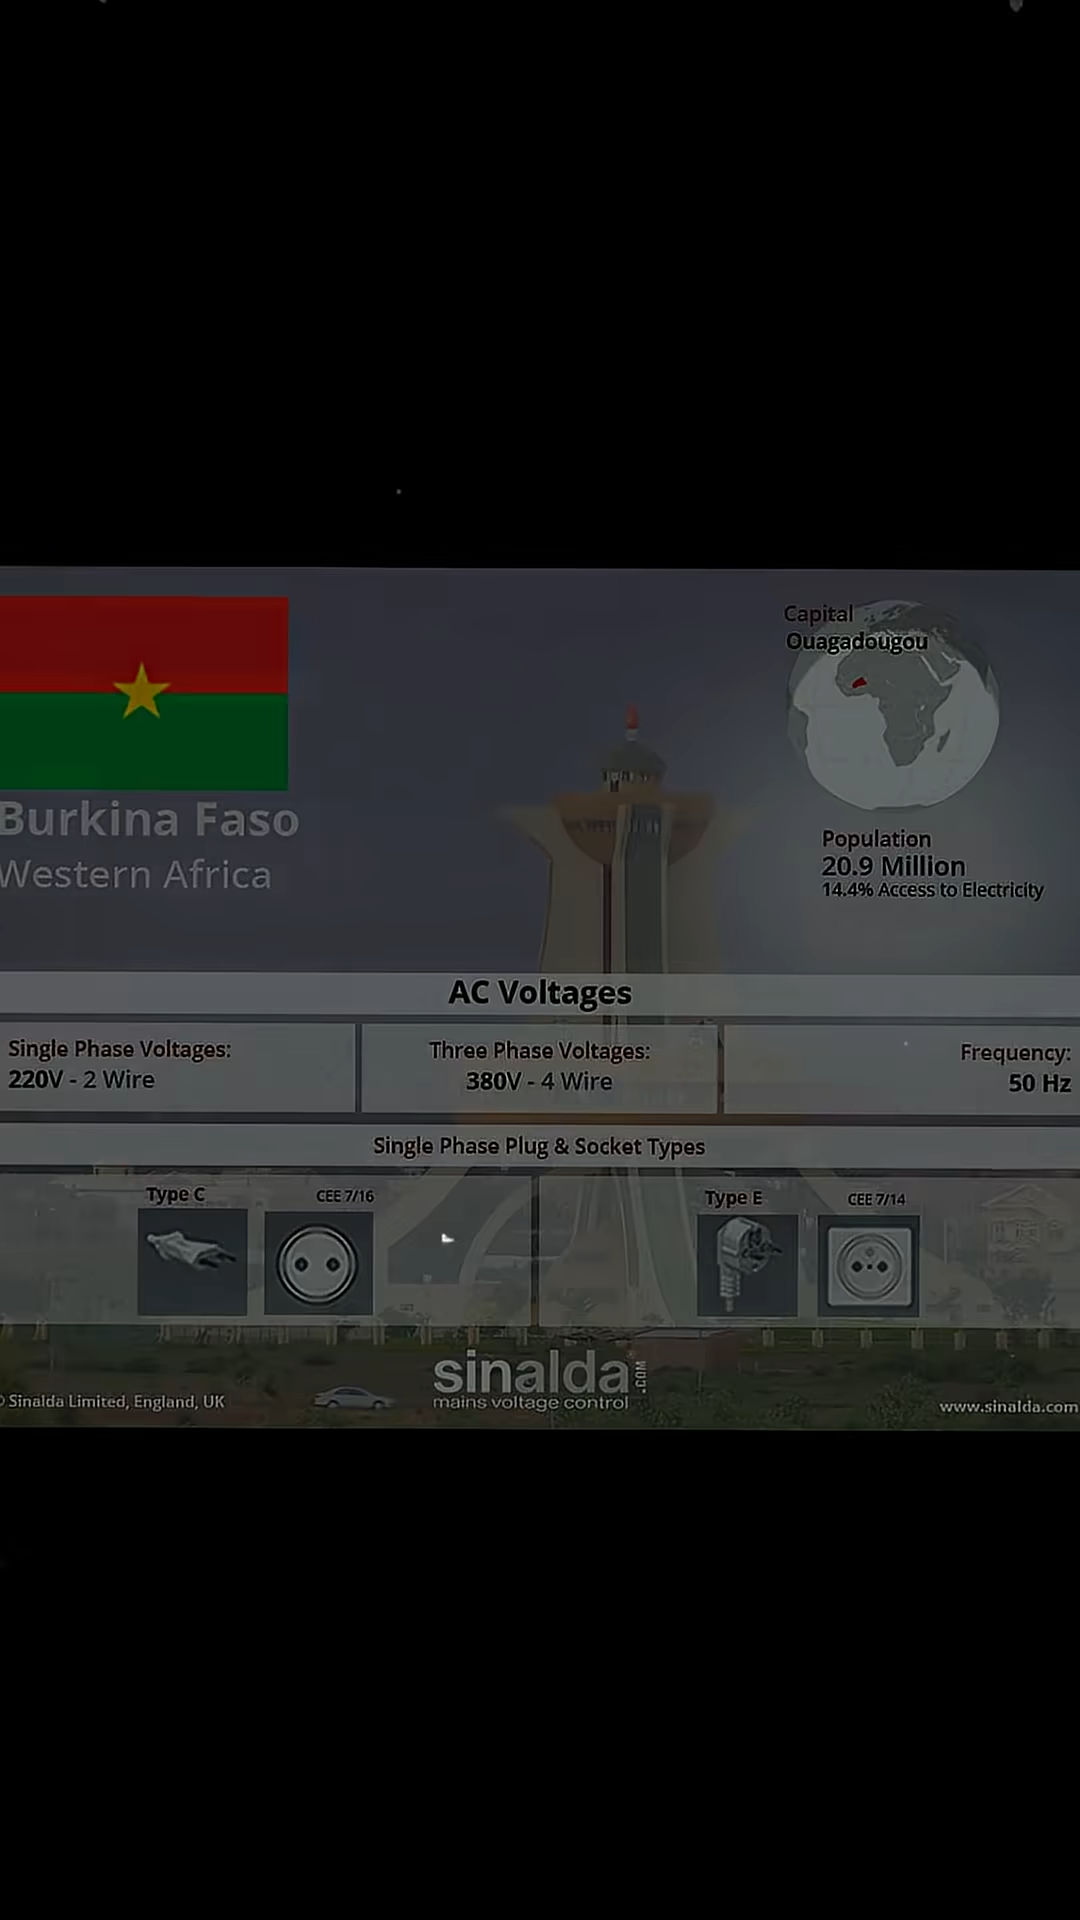 Capital
Ouagadougou
Burkina Faso
Western Africa
Population
20.9 Million
14.4% Access to Electricity
AC Voltages
Single Phase Voltages:
220V - 2 Wire
Three Phase Voltages:
380V - 4 Wire
Frequency:
50 Hz
Single Phase Plug & Socket Types
Type C
CEE 7/16
Type E
CEE 7/14
sinalda.com
mains voltage control
© Sinalda Limited, England, UK
www.sinalda.com